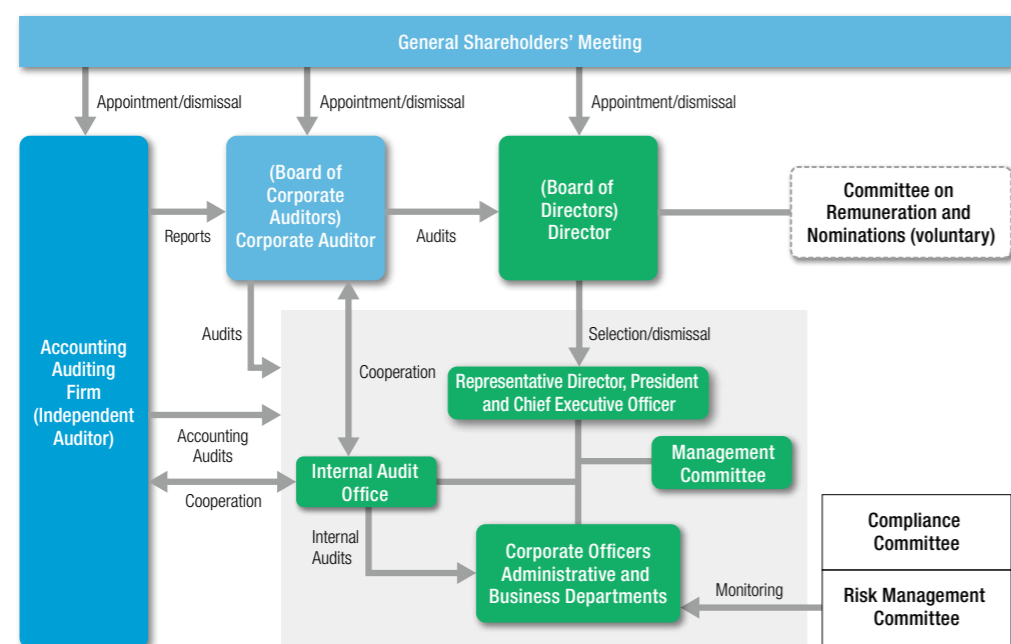 General Shareholders' Meeting
Appointment/dismissal
Appointment/dismissal
Appointment/dismissal
(Board of
Corporate
Auditors)
Corporate Auditor
(Board of
Directors)
Director
Committee on
Remuneration and
Nominations (voluntary)
Reports
Audits
Audits
Selection/dismissal
Accounting
Auditing
Firm
(Independent
Auditor)
Cooperation
Representative Director, President
and Chief Executive Officer
Accounting
Audits
Management
Committee
Internal Audit
Office
Cooperation
Internal
Audits
Corporate Officers
Administrative and
Business Departments
Compliance
Committee
Monitoring
Risk Management
Committee